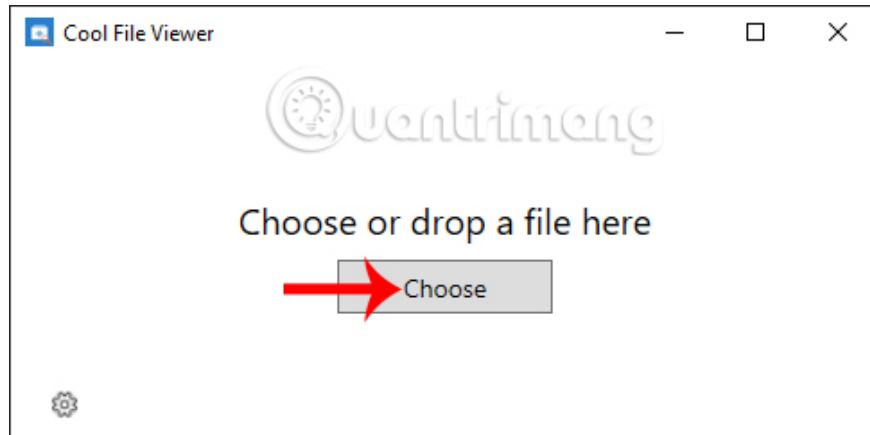 Cool File Viewer
Quantrimang
Choose or drop a file here
Choose